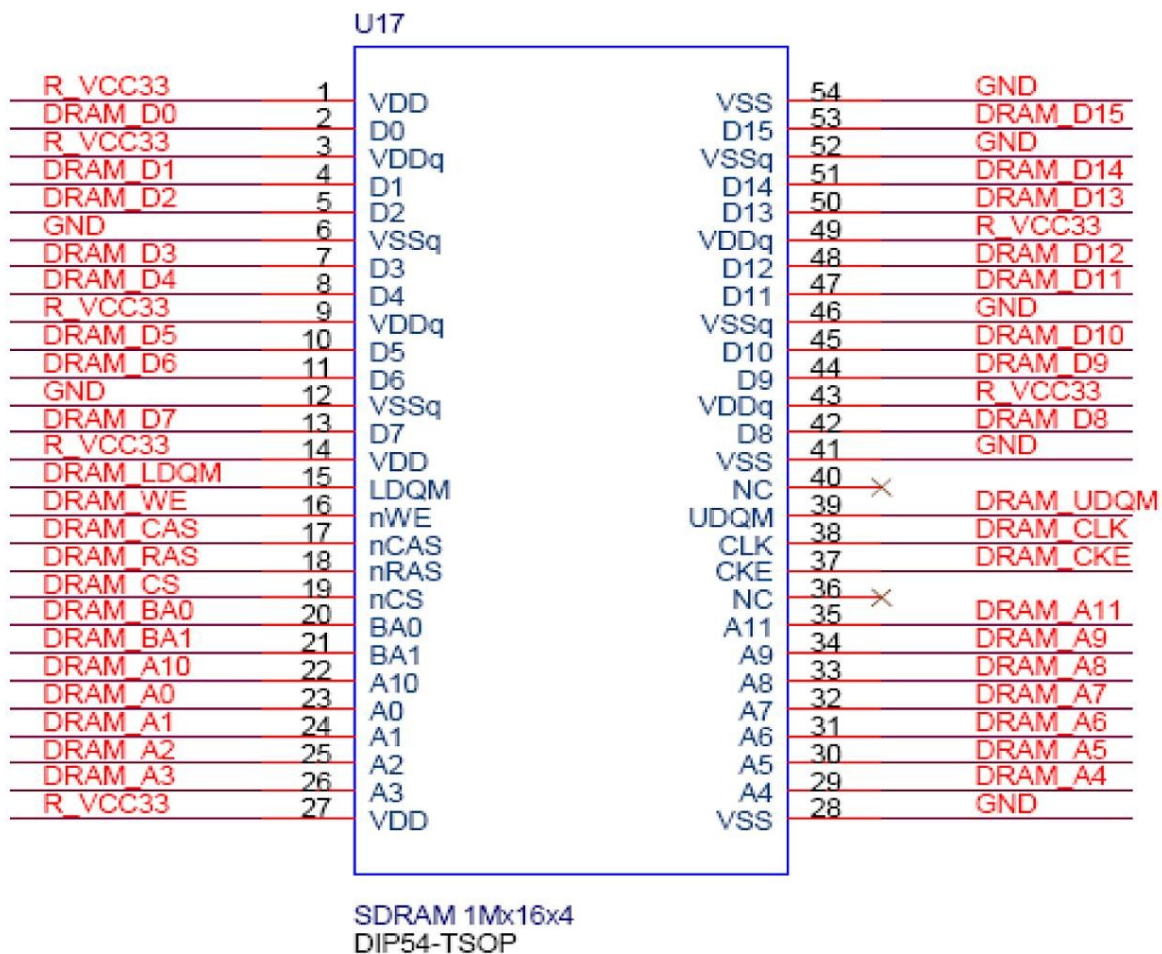 U17
R_VCC33 1 VDD VSS 54 GND
DRAM_D0 2 D0 D15 53 DRAM_D15
R_VCC33 3 VDDq VSSq 52 GND
DRAM_D1 4 D1 D14 51 DRAM_D14
DRAM_D2 5 D2 D13 50 DRAM_D13
GND 6 VSSq VDDq 49 R_VCC33
DRAM_D3 7 D3 D12 48 DRAM_D12
DRAM_D4 8 D4 D11 47 DRAM_D11
R_VCC33 9 VDDq VSSq 46 GND
DRAM_D5 10 D5 D10 45 DRAM_D10
DRAM_D6 11 D6 D9 44 DRAM_D9
GND 12 VSSq VDDq 43 R_VCC33
DRAM_D7 13 D7 D8 42 DRAM_D8
R_VCC33 14 VDD VSS 41 GND
DRAM_LDQM 15 LDQM NC 40
DRAM_WE 16 nWE UDQM 39 DRAM_UDQM
DRAM_CAS 17 nCAS CLK 38 DRAM_CLK
DRAM_RAS 18 nRAS CKE 37 DRAM_CKE
DRAM_CS 19 nCS NC 36
DRAM_BA0 20 BA0 A11 35 DRAM_A11
DRAM_BA1 21 BA1 A9 34 DRAM_A9
DRAM_A10 22 A10 A8 33 DRAM_A8
DRAM_A0 23 A0 A7 32 DRAM_A7
DRAM_A1 24 A1 A6 31 DRAM_A6
DRAM_A2 25 A2 A5 30 DRAM_A5
DRAM_A3 26 A3 A4 29 DRAM_A4
R_VCC33 27 VDD VSS 28 GND
SDRAM 1Mx16x4
DIP54-TSOP